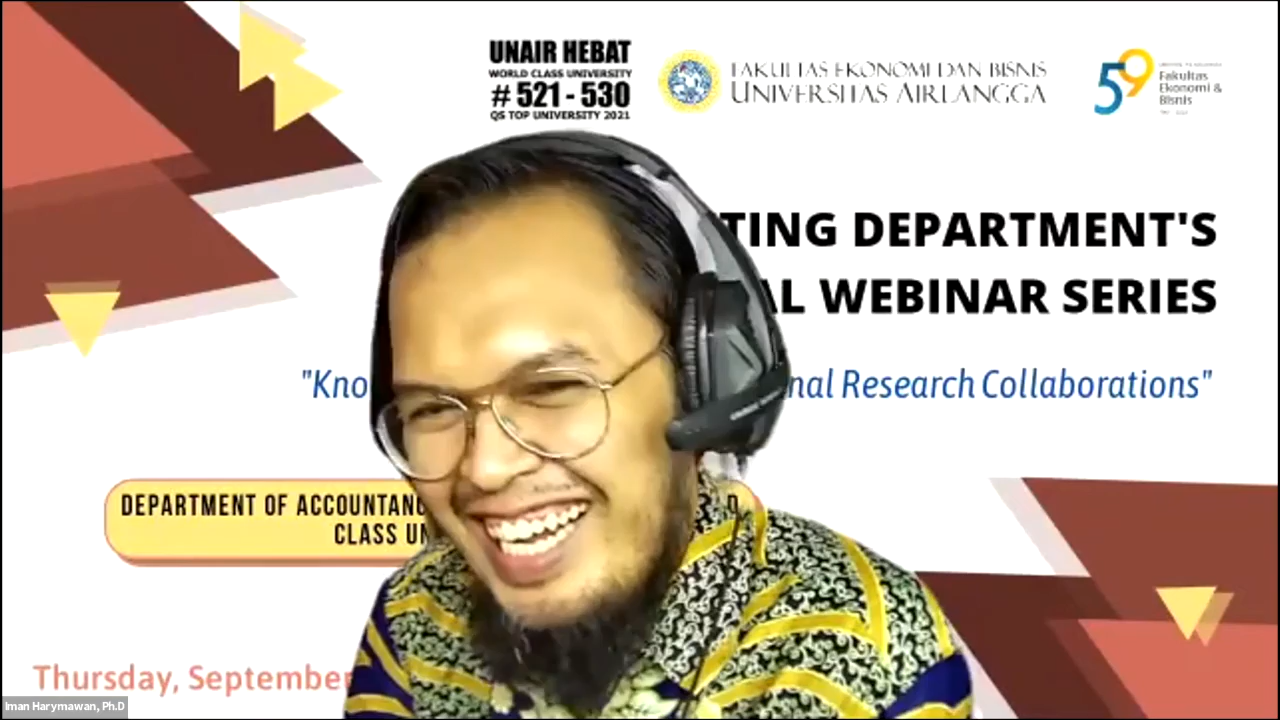 UNAIR HEBAT
WORLD CLASS UNIVERSITY
# 521 - 530
QS TOP UNIVERSITY 2021
FAKULTAS EKONOMI DAN BISNIS
UNIVERSITAS AIRLANGGA
59
Fakultas
Ekonomi &
Bisnis
TING DEPARTMENT'S
AL WEBINAR SERIES
"Kno
nal Research Collaborations"
DEPARTMENT OF ACCOUNTANC
CLASS UN
Thursday, September
Iman Harymawan, Ph.D